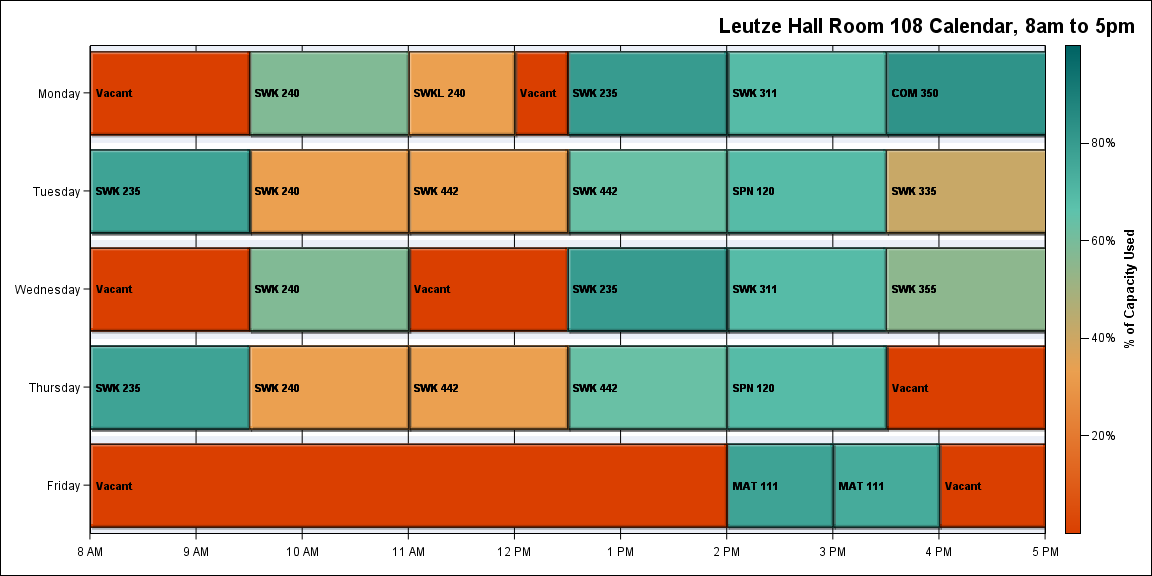 Leutze Hall Room 108 Calendar, 8am to 5pm
Monday
Vacant
SWK 240
SWKL 240
Vacant
SWK 235
SWK 311
COM 350
Tuesday
SWK 235
SWK 240
SWK 442
SWK 442
SPN 120
SWK 335
Wednesday
Vacant
SWK 240
Vacant
SWK 235
SWK 311
SWK 355
Thursday
SWK 235
SWK 240
SWK 442
SWK 442
SPN 120
Vacant
Friday
Vacant
MAT 111
MAT 111
Vacant
8 AM
9 AM
10 AM
11 AM
12 PM
1 PM
2 PM
3 PM
4 PM
5 PM
80%
60%
40%
20%
% of Capacity Used